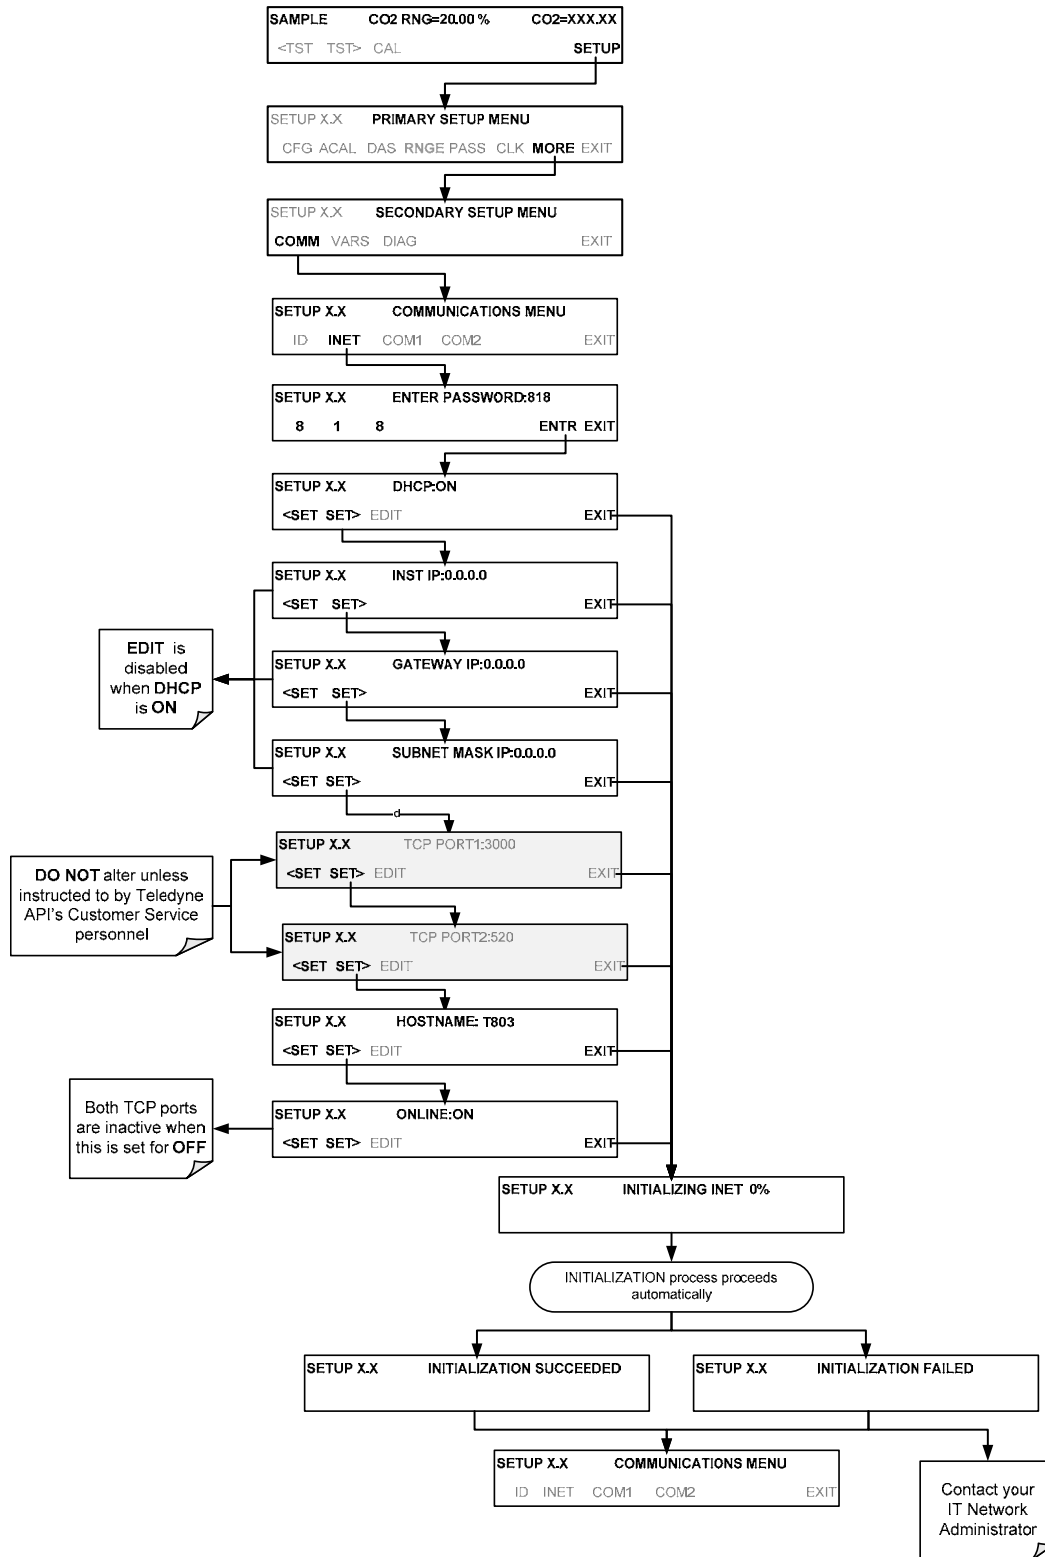 SAMPLE CO2 RNG=20.00 % CO2=XXX.XX
<TST TST> CAL SETUP
SETUP X.X PRIMARY SETUP MENU
CFG ACAL DAS RNGE PASS CLK MORE EXIT
SETUP X.X SECONDARY SETUP MENU
COMM VARS DIAG EXIT
SETUP X.X COMMUNICATIONS MENU
ID INET COM1 COM2 EXIT
SETUP X.X ENTER PASSWORD:818
8 1 8 ENTR EXIT
SETUP X.X DHCP:ON
<SET SET> EDIT EXIT
SETUP X.X INST IP:0.0.0.0
<SET SET> EXIT
EDIT is
disabled
when DHCP
is ON
SETUP X.X GATEWAY IP:0.0.0.0
<SET SET> EXIT
SETUP X.X SUBNET MASK IP:0.0.0.0
<SET SET> EXIT
d
SETUP X.X TCP PORT1:3000
<SET SET> EDIT EXIT
DO NOT alter unless
instructed to by Teledyne
API's Customer Service
personnel
SETUP X.X TCP PORT2:520
<SET SET> EDIT EXIT
SETUP X.X HOSTNAME: T803
<SET SET> EDIT EXIT
Both TCP ports
are inactive when
this is set for OFF
SETUP X.X ONLINE:ON
<SET SET> EDIT EXIT
SETUP X.X INITIALIZING INET 0%
INITIALIZATION process proceeds
automatically
SETUP X.X INITIALIZATION SUCCEEDED
SETUP X.X INITIALIZATION FAILED
SETUP X.X COMMUNICATIONS MENU
ID INET COM1 COM2 EXIT
Contact your
IT Network
Administrator